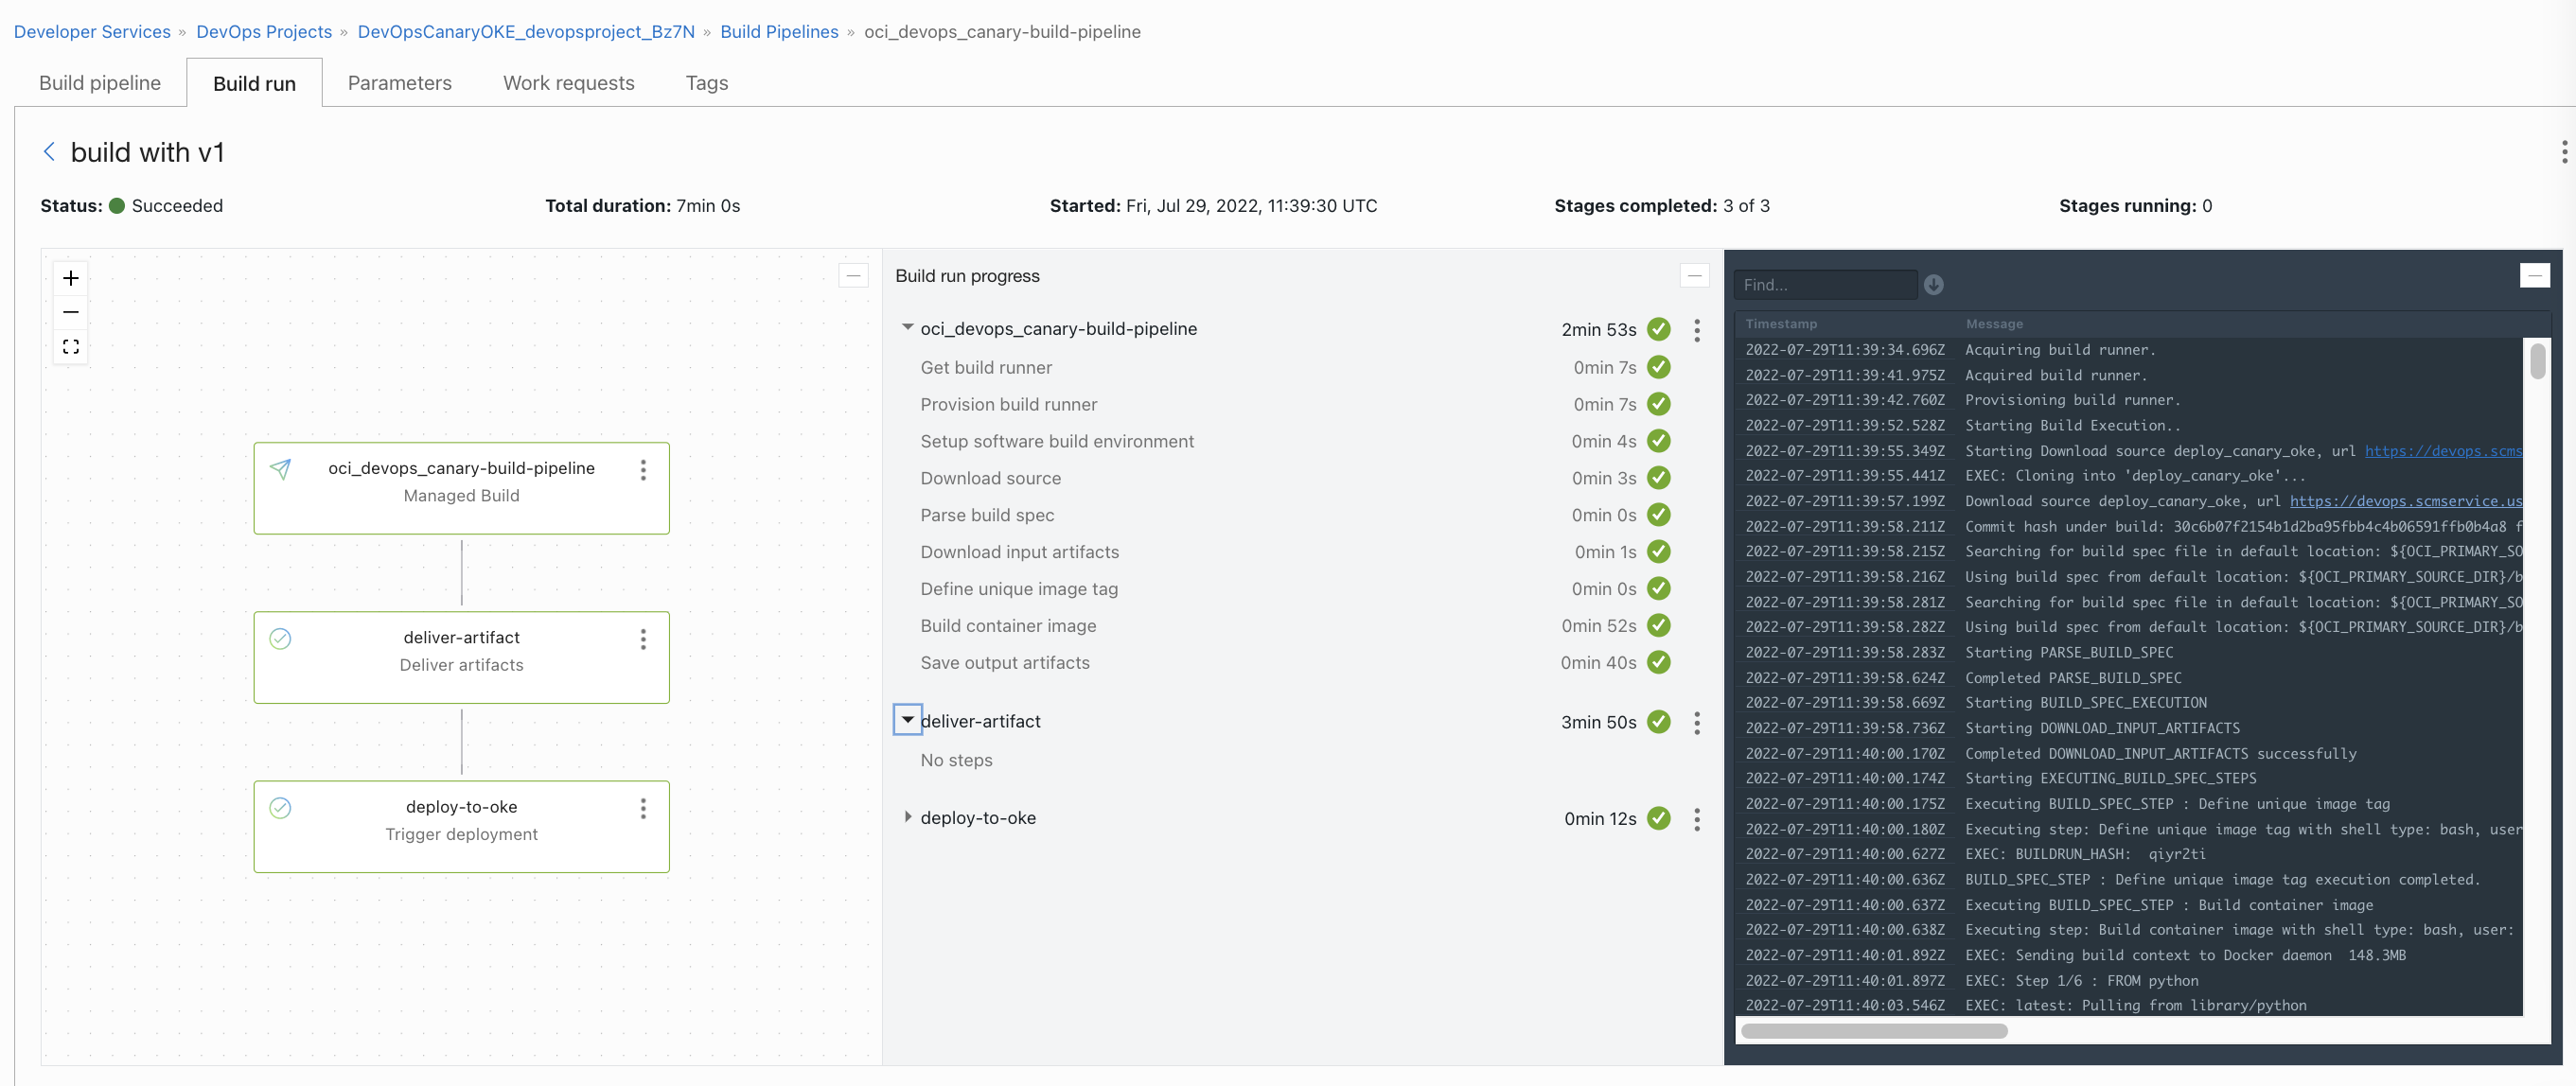 Developer Services » DevOps Projects » DevOpsCanaryOKE_devopsproject_Bz7N » Build Pipelines » oci_devops_canary-build-pipeline
Build pipeline Build run Parameters Work requests Tags
build with v1
Status: Succeeded Total duration: 7min 0s Started: Fri, Jul 29, 2022, 11:39:30 UTC Stages completed: 3 of 3 Stages running: 0
oci_devops_canary-build-pipeline
Managed Build
deliver-artifact
Deliver artifacts
deploy-to-oke
Trigger deployment
Build run progress
oci_devops_canary-build-pipeline 2min 53s
Get build runner 0min 7s
Provision build runner 0min 7s
Setup software build environment 0min 4s
Download source 0min 3s
Parse build spec 0min 0s
Download input artifacts 0min 1s
Define unique image tag 0min 0s
Build container image 0min 52s
Save output artifacts 0min 40s
deliver-artifact 3min 50s
No steps
deploy-to-oke 0min 12s
Find...
Timestamp Message
2022-07-29T11:39:34.696Z Acquiring build runner.
2022-07-29T11:39:41.975Z Acquired build runner.
2022-07-29T11:39:42.760Z Provisioning build runner.
2022-07-29T11:39:52.528Z Starting Build Execution..
2022-07-29T11:39:55.349Z Starting Download source deploy_canary_oke, url https://devops.scms
2022-07-29T11:39:55.441Z EXEC: Cloning into 'deploy_canary_oke'...
2022-07-29T11:39:57.199Z Download source deploy_canary_oke, url https://devops.scmservice.us
2022-07-29T11:39:58.211Z Commit hash under build: 30c6b07f2154b1d2ba95fbb4c4b06591ffb0b4a8 f
2022-07-29T11:39:58.215Z Searching for build spec file in default location: ${OCI_PRIMARY_SO
2022-07-29T11:39:58.216Z Using build spec from default location: ${OCI_PRIMARY_SOURCE_DIR}/b
2022-07-29T11:39:58.281Z Searching for build spec file in default location: ${OCI_PRIMARY_SO
2022-07-29T11:39:58.282Z Using build spec from default location: ${OCI_PRIMARY_SOURCE_DIR}/b
2022-07-29T11:39:58.283Z Starting PARSE_BUILD_SPEC
2022-07-29T11:39:58.624Z Completed PARSE_BUILD_SPEC
2022-07-29T11:39:58.669Z Starting BUILD_SPEC_EXECUTION
2022-07-29T11:39:58.736Z Starting DOWNLOAD_INPUT_ARTIFACTS
2022-07-29T11:40:00.170Z Completed DOWNLOAD_INPUT_ARTIFACTS successfully
2022-07-29T11:40:00.174Z Starting EXECUTING_BUILD_SPEC_STEPS
2022-07-29T11:40:00.175Z Executing BUILD_SPEC_STEP : Define unique image tag
2022-07-29T11:40:00.180Z Executing step: Define unique image tag with shell type: bash, user
2022-07-29T11:40:00.627Z EXEC: BUILDRUN_HASH: qiyr2ti
2022-07-29T11:40:00.636Z BUILD_SPEC_STEP : Define unique image tag execution completed.
2022-07-29T11:40:00.637Z Executing BUILD_SPEC_STEP : Build container image
2022-07-29T11:40:00.638Z Executing step: Build container image with shell type: bash, user:
2022-07-29T11:40:01.892Z EXEC: Sending build context to Docker daemon 148.3MB
2022-07-29T11:40:01.897Z EXEC: Step 1/6 : FROM python
2022-07-29T11:40:03.546Z EXEC: latest: Pulling from library/python